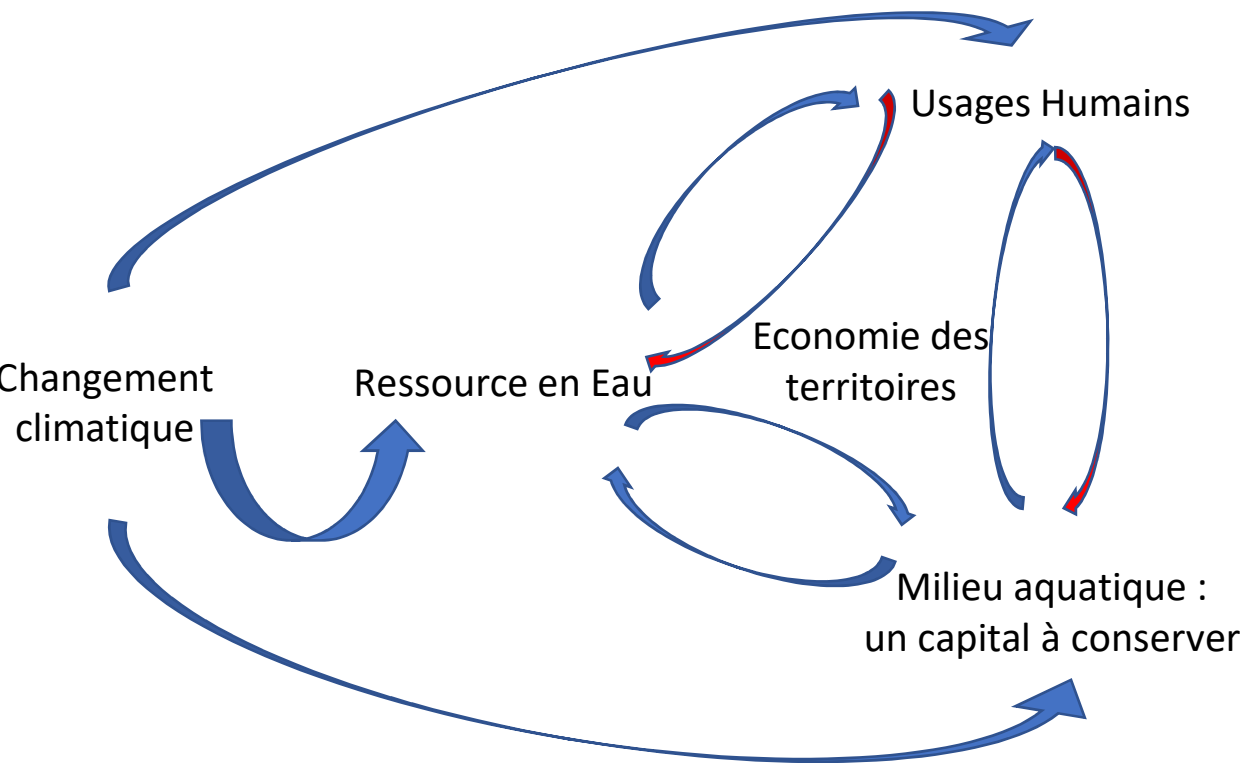 Usages Humains
Economie des
territoires
Changement
climatique
Ressource en Eau
Milieu aquatique :
un capital à conserver